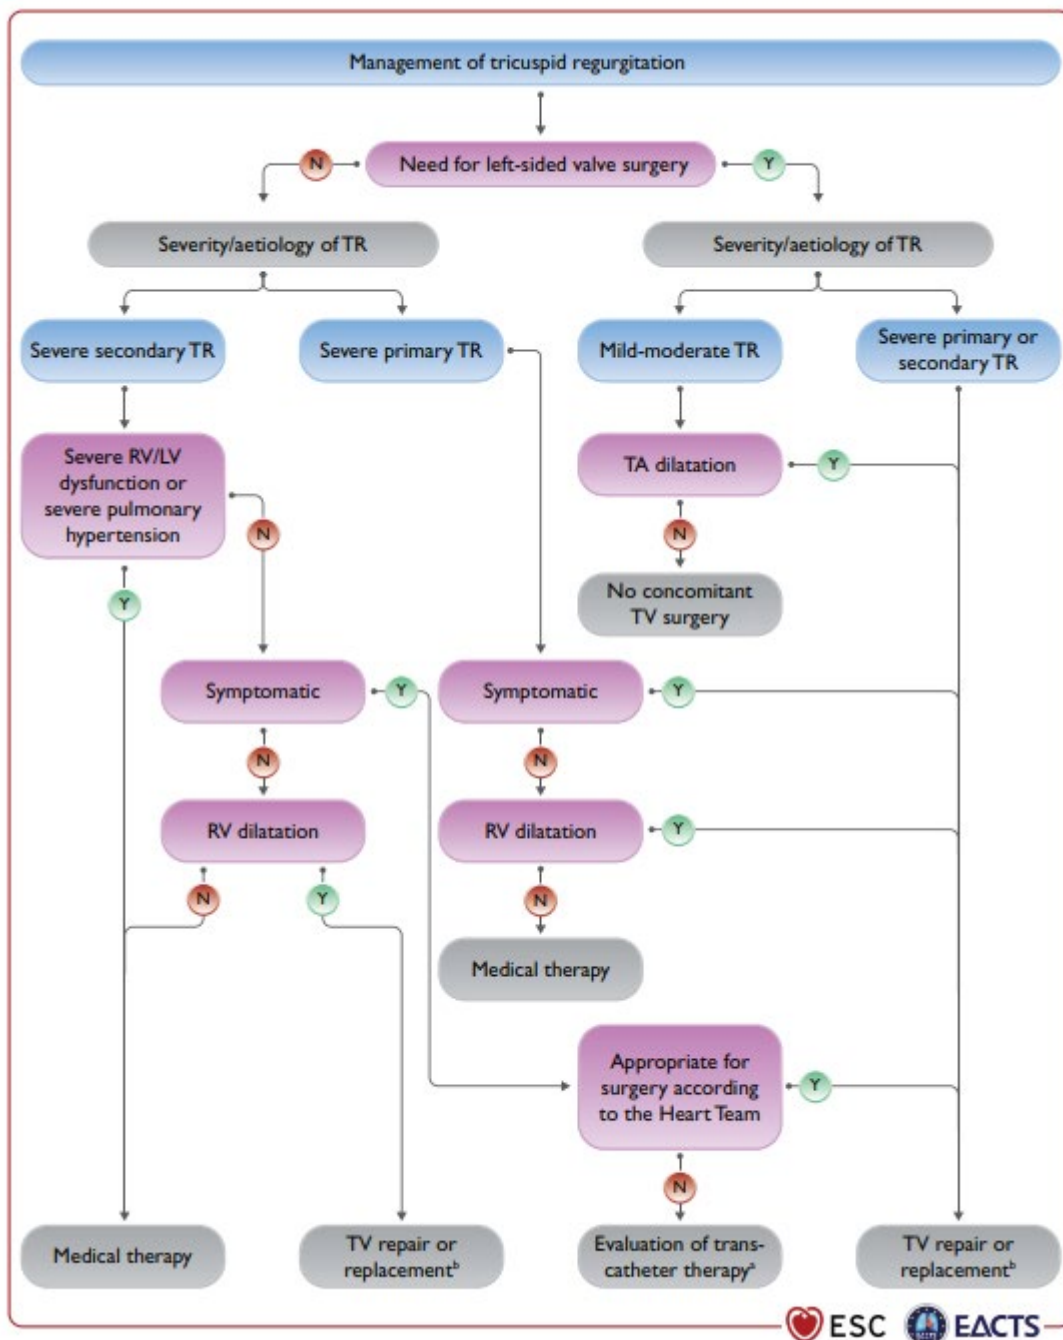 Management of tricuspid regurgitation
N
Need for left-sided valve surgery
Y
Severity/aetiology of TR
Severity/aetiology of TR
Severe secondary TR
Severe primary TR
Mild-moderate TR
Severe primary or
secondary TR
Severe RV/LV
dysfunction or
severe pulmonary
hypertension
N
Y
TA dilatation
Y
N
No concomitant
TV surgery
Symptomatic
Y
Symptomatic
Y
N
N
RV dilatation
RV dilatation
Y
N
Y
N
Medical therapy
Appropriate for
surgery according
to the Heart Team
Y
N
Medical therapy
TV repair or
replacementᵇ
Evaluation of trans-
catheter therapyᵃ
TV repair or
replacementᵇ
ESC
EACTS